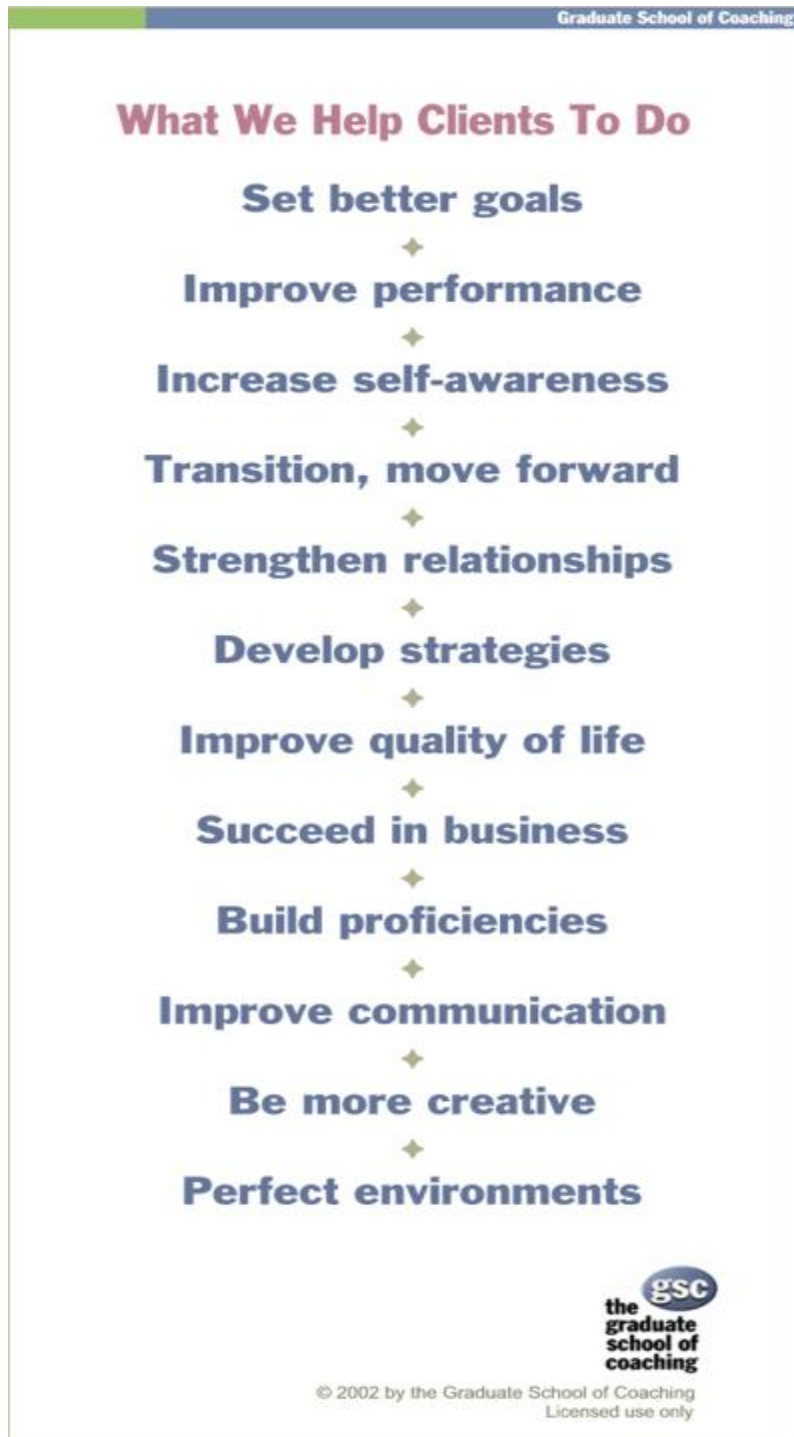 Graduate School of Coaching
What We Help Clients To Do
Set better goals
Improve performance
Increase self-awareness
Transition, move forward
Strengthen relationships
Develop strategies
Improve quality of life
Succeed in business
Build proficiencies
Improve communication
Be more creative
Perfect environments
gsc
the
graduate
school of
coaching
© 2002 by the Graduate School of Coaching
Licensed use only